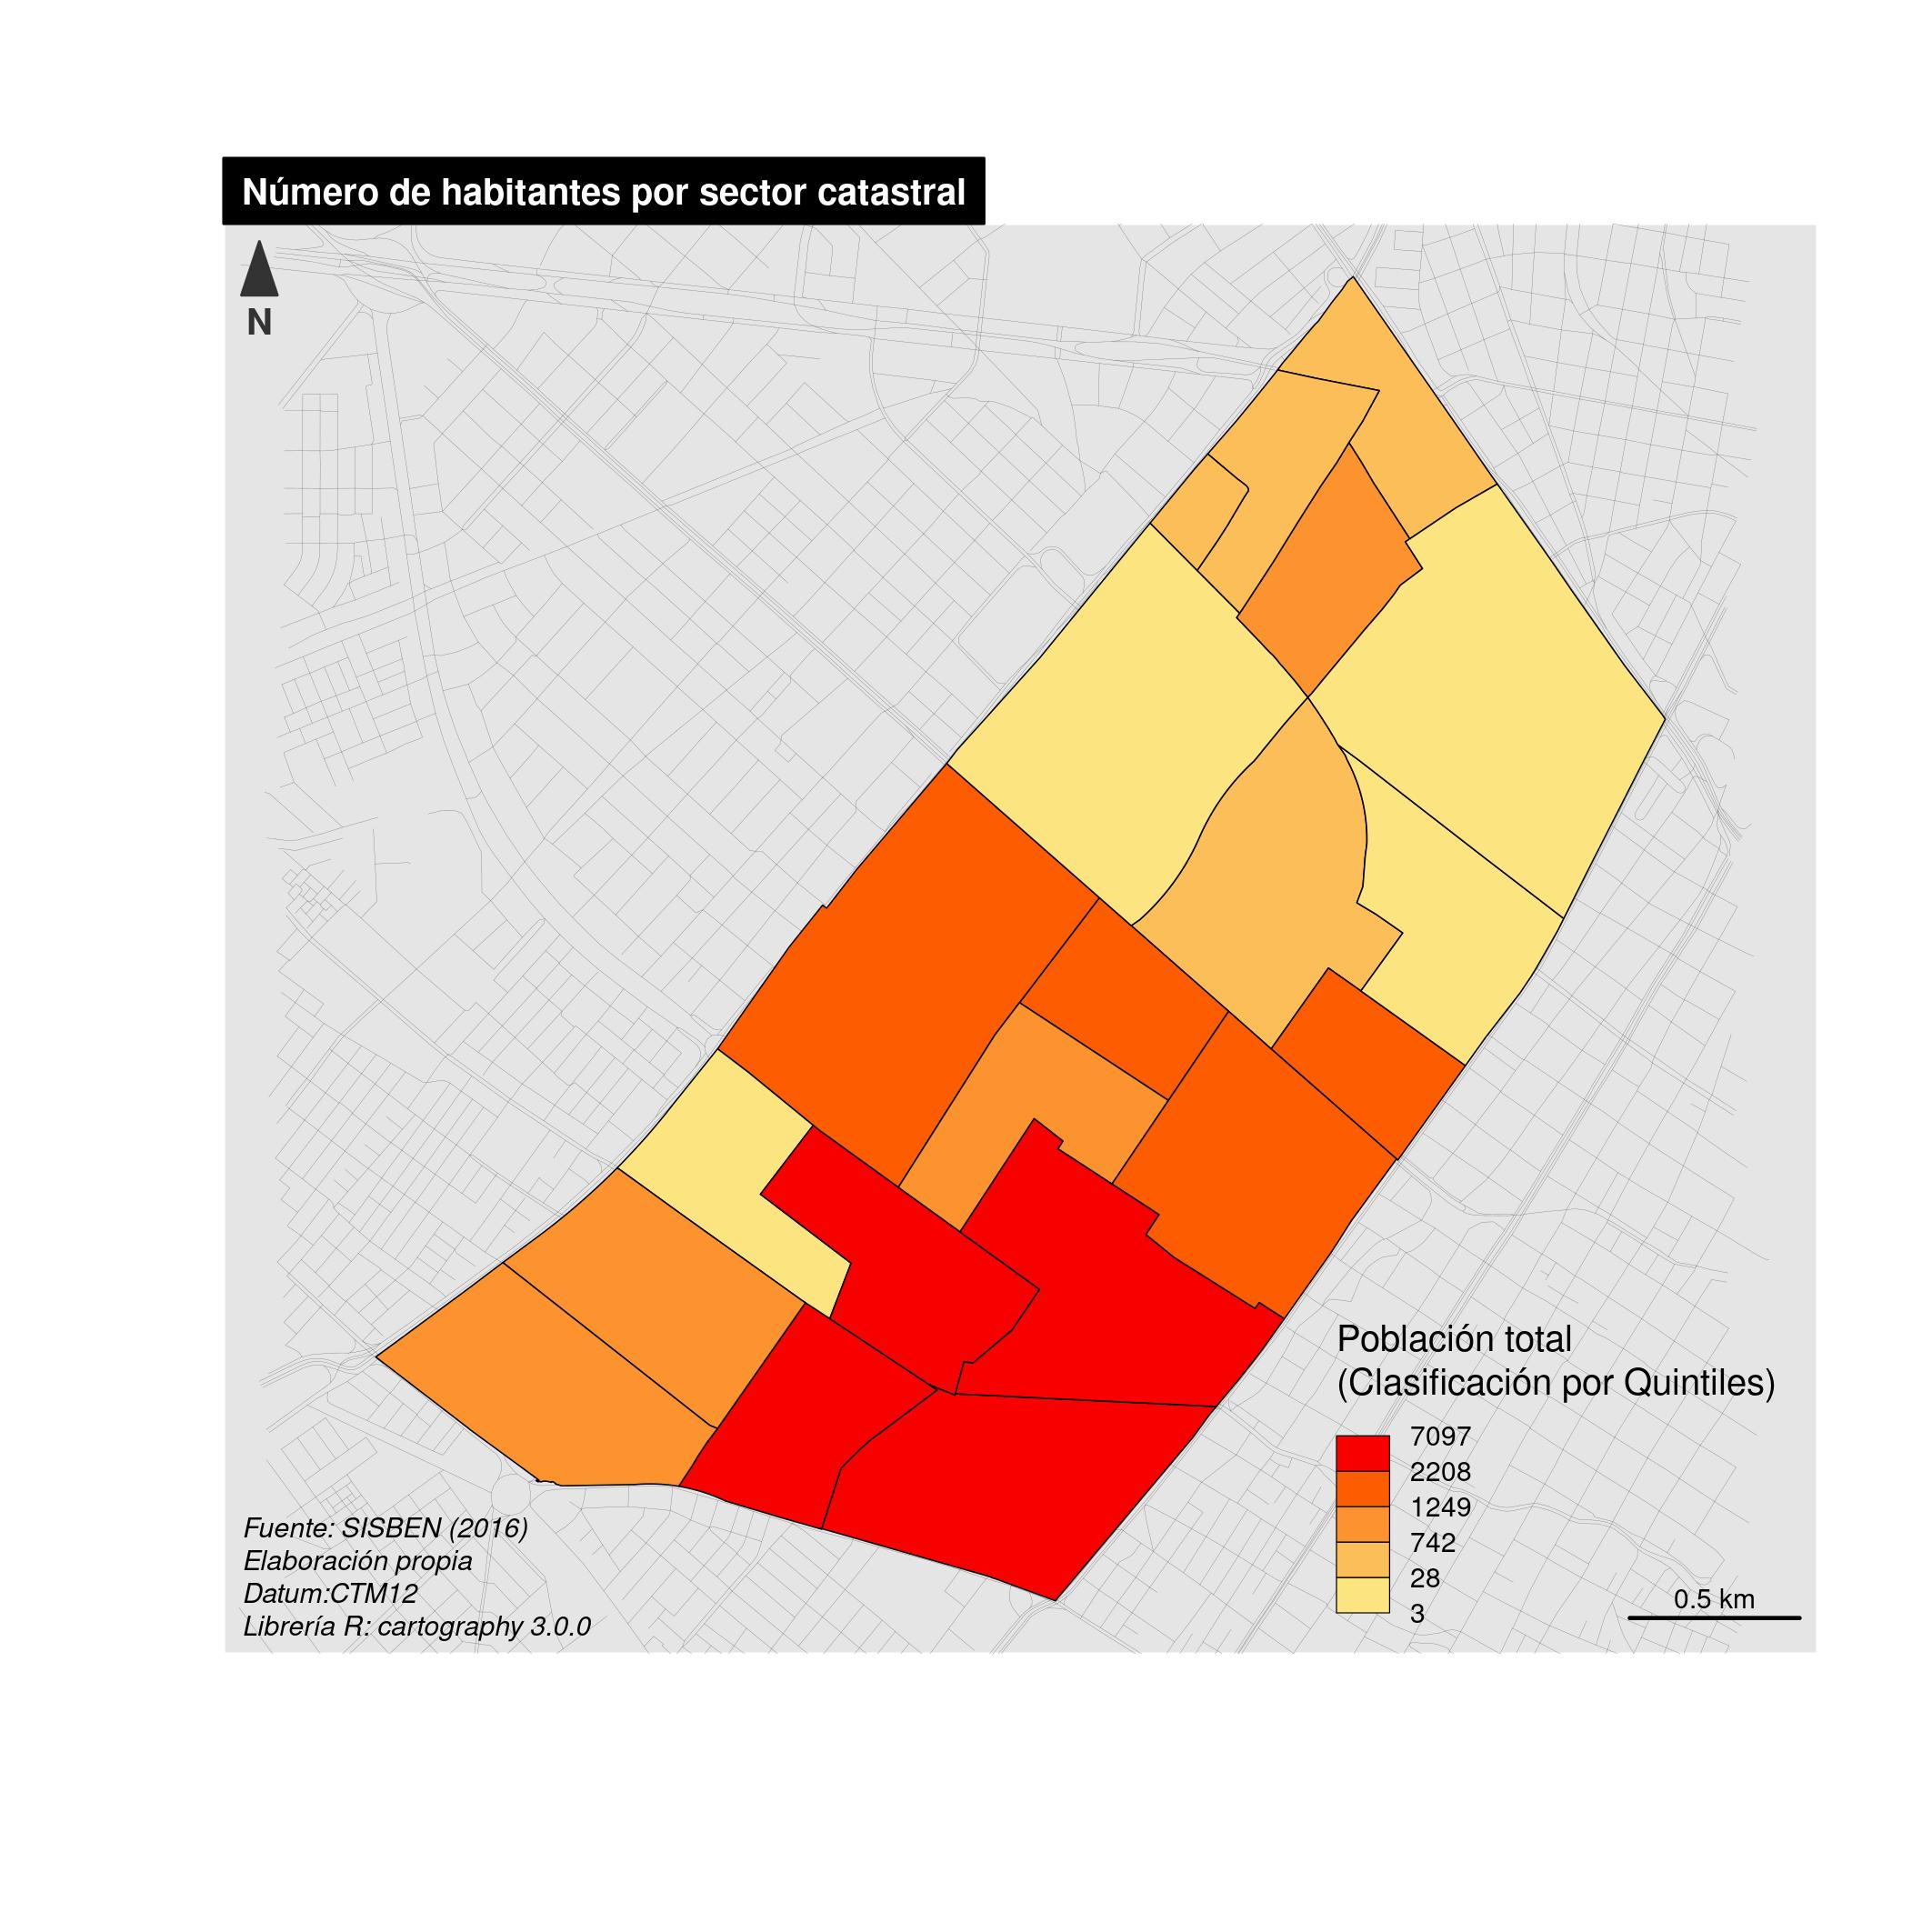 Número de habitantes por sector catastral
N
Población total
(Clasificación por Quintiles)
7097
2208
1249
742
28
3
0.5 km
Fuente: SISBEN (2016)
Elaboración propia
Datum:CTM12
Librería R: cartography 3.0.0